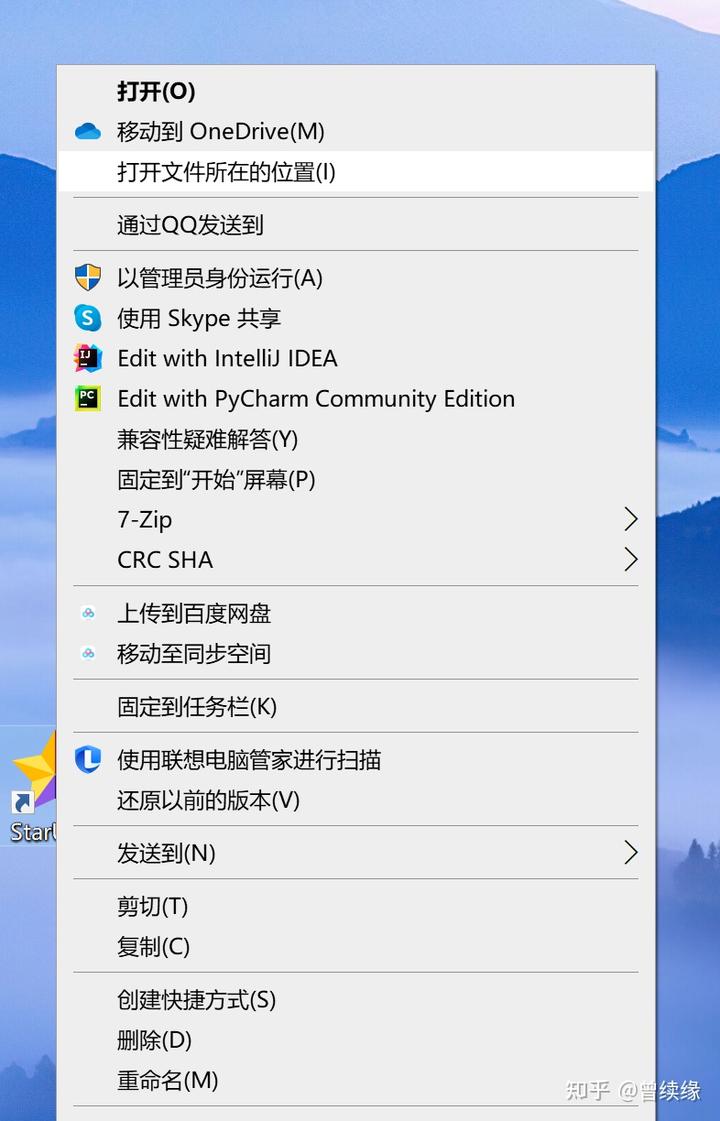 打开(O)
移动到 OneDrive(M)
打开文件所在的位置(I)
通过QQ发送到
以管理员身份运行(A)
使用 Skype 共享
Edit with IntelliJ IDEA
Edit with PyCharm Community Edition
兼容性疑难解答(Y)
固定到“开始”屏幕(P)
7-Zip
CRC SHA
上传到百度网盘
移动至同步空间
固定到任务栏(K)
使用联想电脑管家进行扫描
还原以前的版本(V)
StarU
发送到(N)
剪切(T)
复制(C)
创建快捷方式(S)
删除(D)
重命名(M)
知乎 @曾续缘